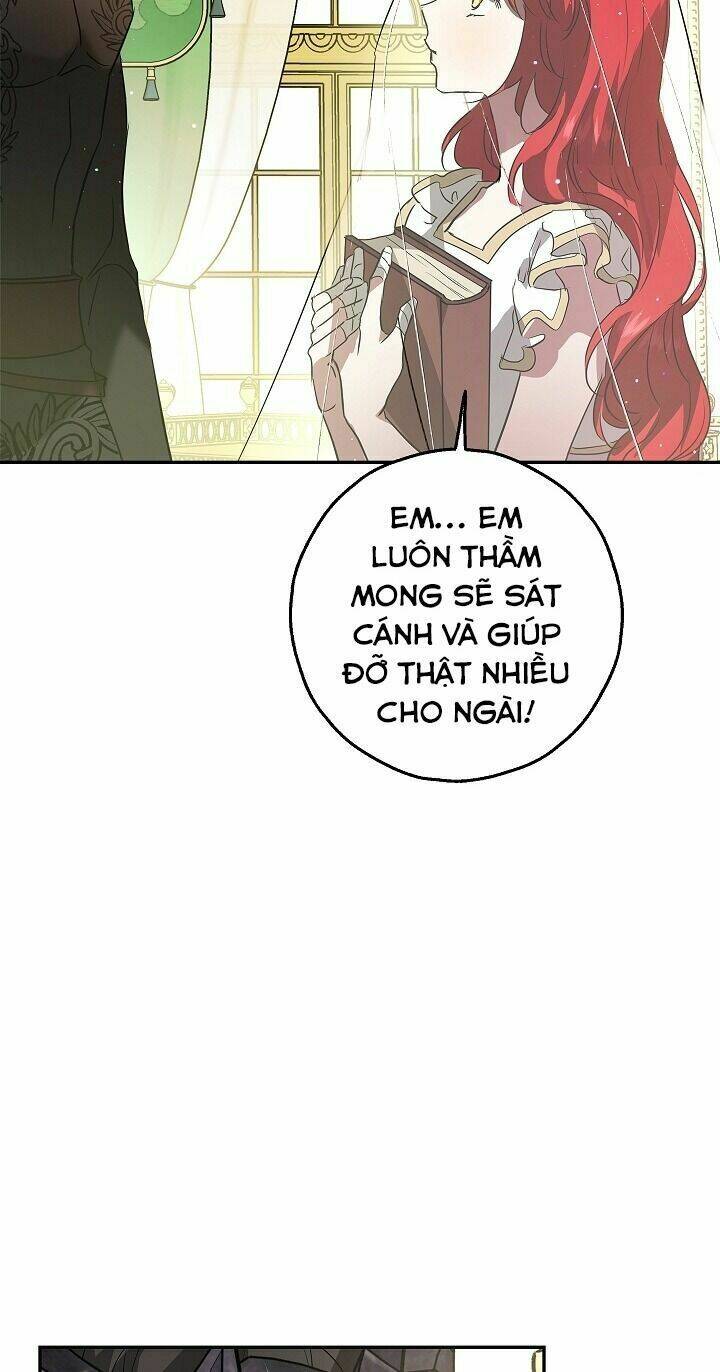 EM... EM
LUÔN THẦM
MONG SẼ SÁT
CÁNH VÀ GIÚP
ĐỠ THẬT NHIỀU
CHO NGÀI!